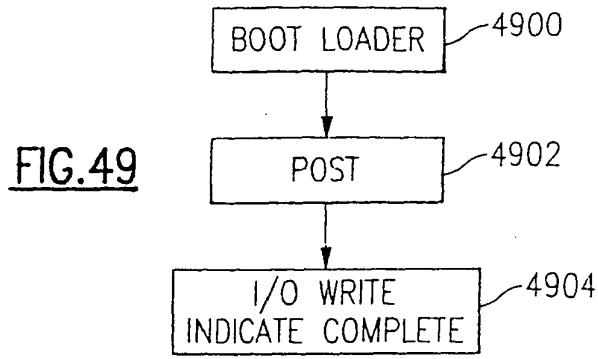 BOOT LOADER
4900
FIG.49
POST
4902
I/O WRITE
INDICATE COMPLETE
4904